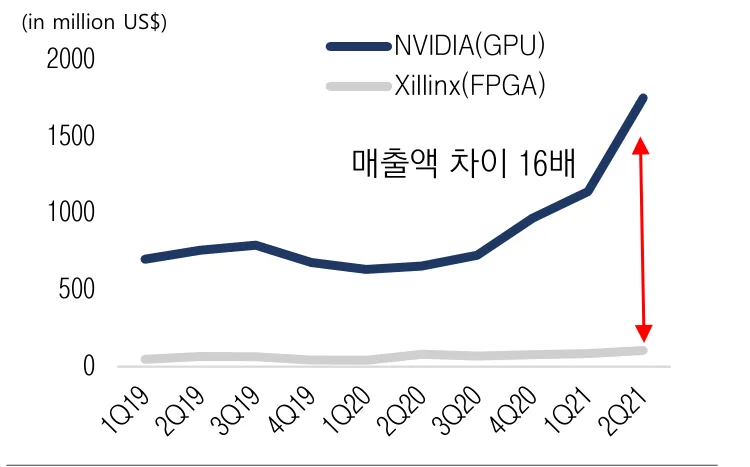 (in million US$)
NVIDIA(GPU)
Xillinx(FPGA)
2000
1500
1000
500
0
매출액 차이 16배
1Q19
2Q19
3Q19
4Q19
1Q20
2Q20
3Q20
4Q20
1Q21
2Q21